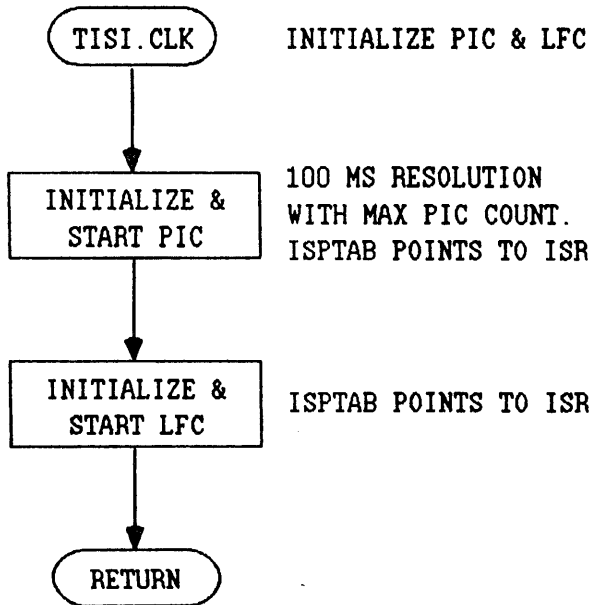 TISI.CLK
INITIALIZE PIC & LFC
INITIALIZE &
START PIC
100 MS RESOLUTION
WITH MAX PIC COUNT.
ISPTAB POINTS TO ISR
INITIALIZE &
START LFC
ISPTAB POINTS TO ISR
RETURN